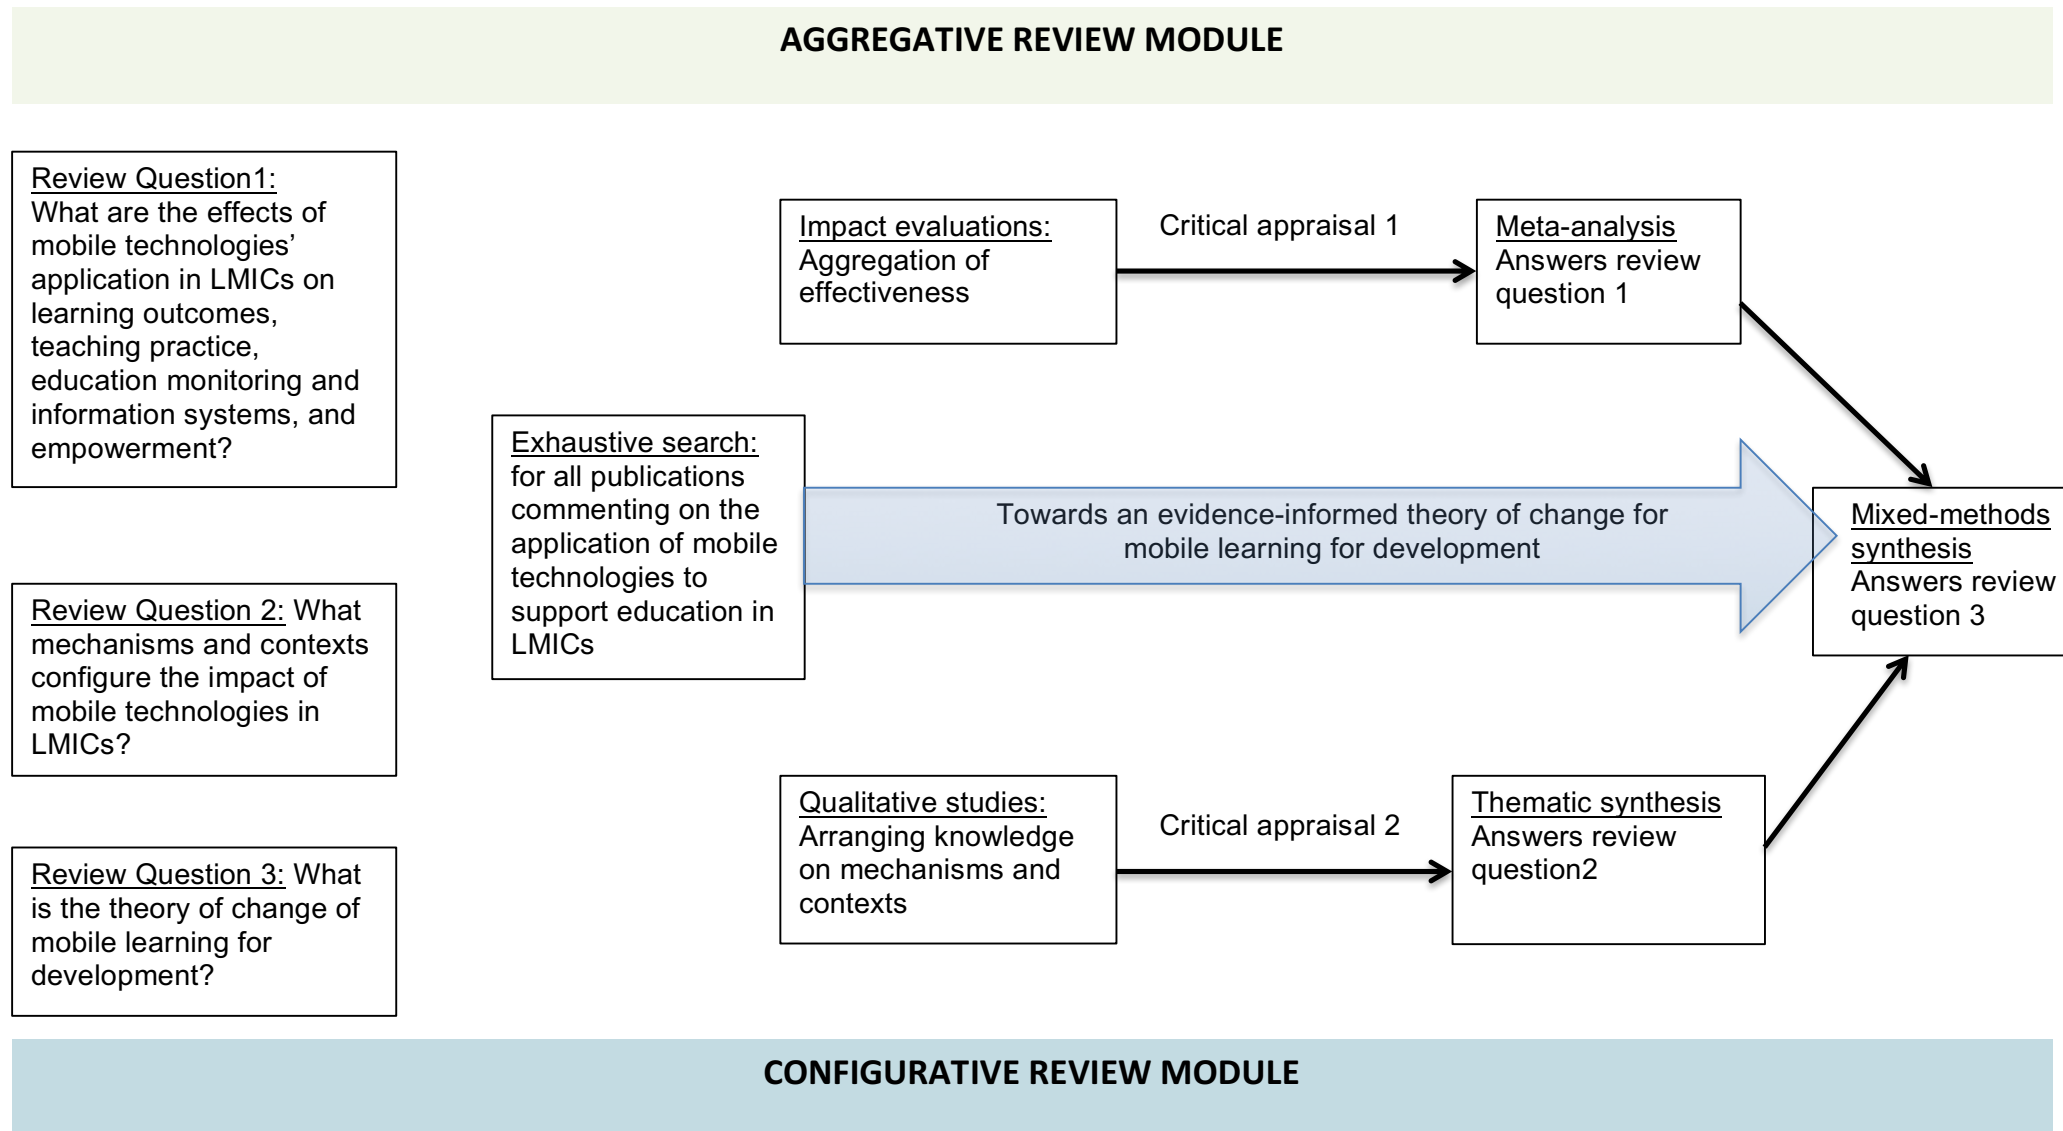 AGGREGATIVE REVIEW MODULE
Review Question1:
What are the effects of
mobile technologies’
application in LMICs on
learning outcomes,
teaching practice,
education monitoring and
information systems, and
empowerment?
Review Question 2: What
mechanisms and contexts
configure the impact of
mobile technologies in
LMICs?
Review Question 3: What
is the theory of change of
mobile learning for
development?
Exhaustive search:
for all publications
commenting on the
application of mobile
technologies to
support education in
LMICs
Impact evaluations:
Aggregation of
effectiveness
Critical appraisal 1
Meta-analysis
Answers review
question 1
Towards an evidence-informed theory of change for
mobile learning for development
Mixed-methods
synthesis
Answers review
question 3
Qualitative studies:
Arranging knowledge
on mechanisms and
contexts
Critical appraisal 2
Thematic synthesis
Answers review
question2
CONFIGURATIVE REVIEW MODULE